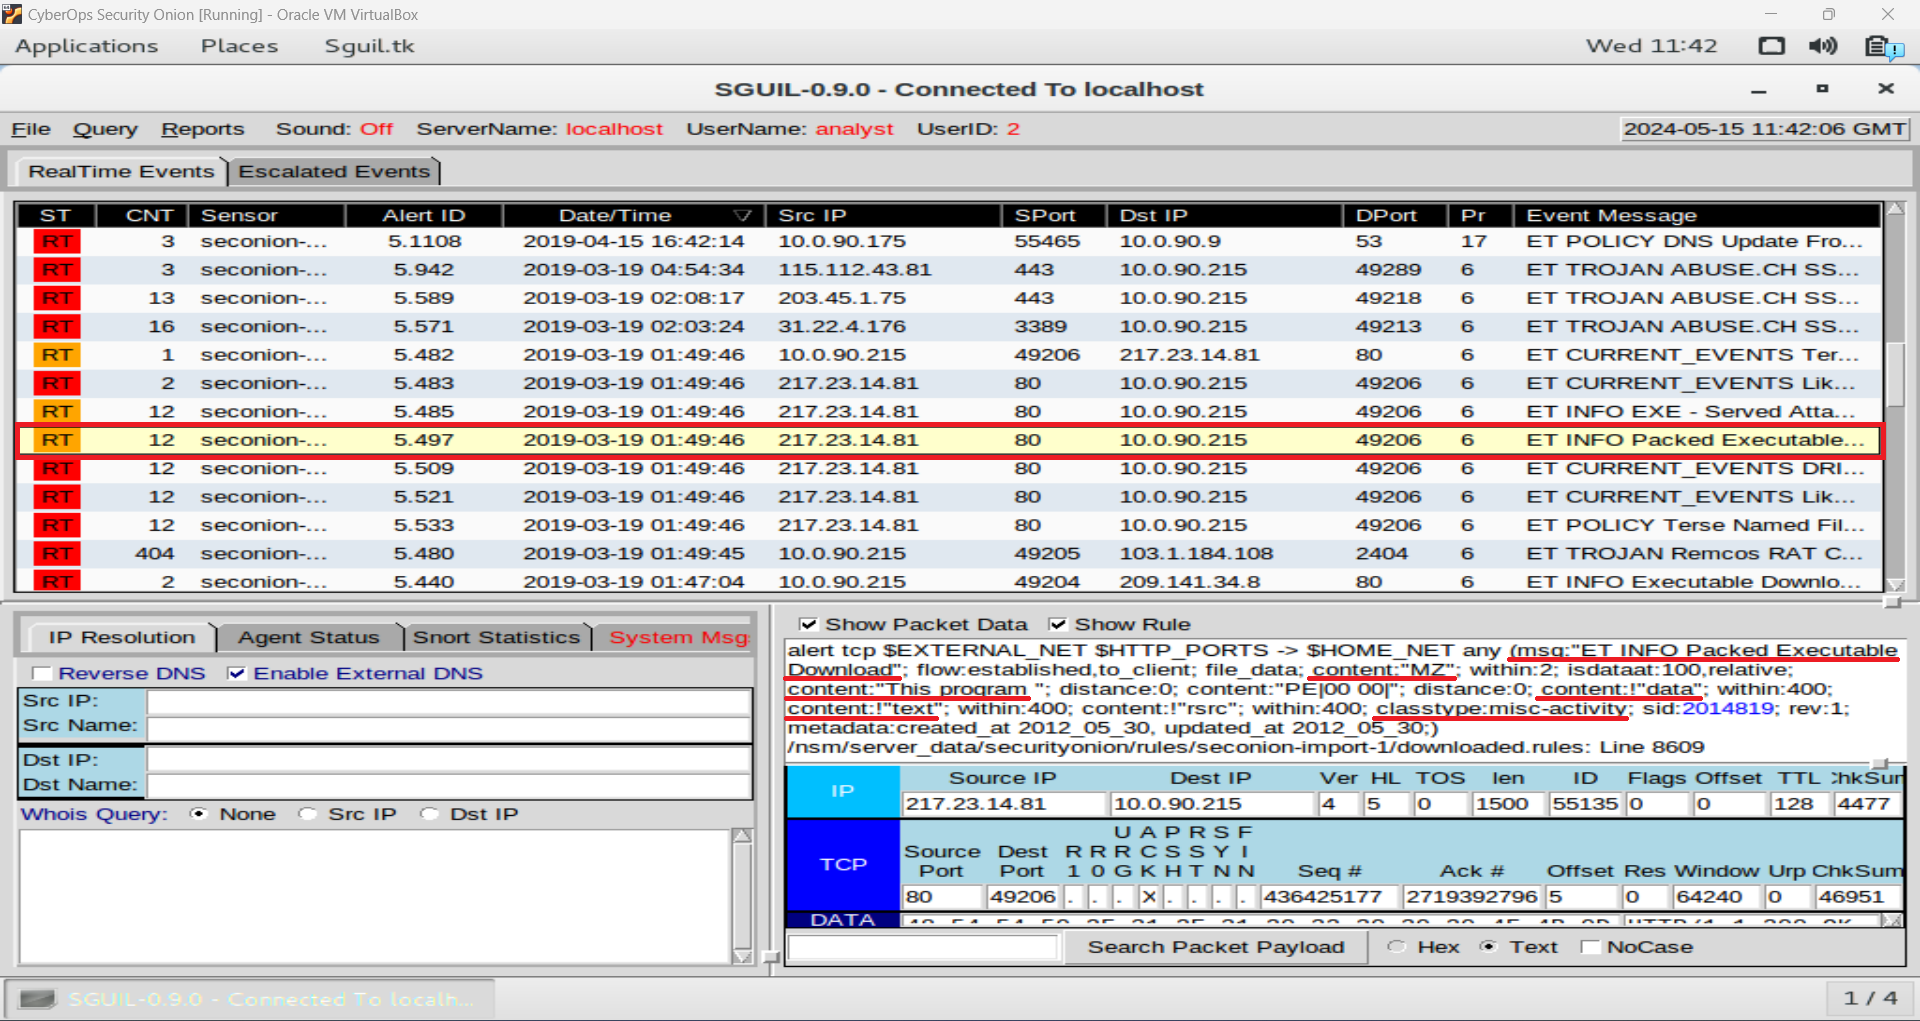 CyberOps Security Onion [Running] - Oracle VM VirtualBox
Applications Places Sguil.tk Wed 11:42
SGUIL-0.9.0 - Connected To localhost
File Query Reports Sound: Off ServerName: localhost UserName: analyst UserID: 2 2024-05-15 11:42:06 GMT
RealTime Events Escalated Events
ST CNT Sensor Alert ID Date/Time Src IP SPort Dst IP DPort Pr Event Message
RT 3 seconion-... 5.1108 2019-04-15 16:42:14 10.0.90.175 55465 10.0.90.9 53 17 ET POLICY DNS Update Fro...
RT 3 seconion-... 5.942 2019-03-19 04:54:34 115.112.43.81 443 10.0.90.215 49289 6 ET TROJAN ABUSE.CH SS...
RT 13 seconion-... 5.589 2019-03-19 02:08:17 203.45.1.75 443 10.0.90.215 49218 6 ET TROJAN ABUSE.CH SS...
RT 16 seconion-... 5.571 2019-03-19 02:03:24 31.22.4.176 3389 10.0.90.215 49213 6 ET TROJAN ABUSE.CH SS...
RT 1 seconion-... 5.482 2019-03-19 01:49:46 10.0.90.215 49206 217.23.14.81 80 6 ET CURRENT_EVENTS Ter...
RT 2 seconion-... 5.483 2019-03-19 01:49:46 217.23.14.81 80 10.0.90.215 49206 6 ET CURRENT_EVENTS Lik...
RT 12 seconion-... 5.485 2019-03-19 01:49:46 217.23.14.81 80 10.0.90.215 49206 6 ET INFO EXE - Served Atta...
RT 12 seconion-... 5.497 2019-03-19 01:49:46 217.23.14.81 80 10.0.90.215 49206 6 ET INFO Packed Executable...
RT 12 seconion-... 5.509 2019-03-19 01:49:46 217.23.14.81 80 10.0.90.215 49206 6 ET CURRENT_EVENTS DRI...
RT 12 seconion-... 5.521 2019-03-19 01:49:46 217.23.14.81 80 10.0.90.215 49206 6 ET CURRENT_EVENTS Lik...
RT 12 seconion-... 5.533 2019-03-19 01:49:46 217.23.14.81 80 10.0.90.215 49206 6 ET POLICY Terse Named Fil...
RT 404 seconion-... 5.480 2019-03-19 01:49:45 10.0.90.215 49205 103.1.184.108 2404 6 ET TROJAN Remcos RAT C...
RT 2 seconion-... 5.440 2019-03-19 01:47:04 10.0.90.215 49204 209.141.34.8 80 6 ET INFO Executable Downlo...
IP Resolution Agent Status Snort Statistics System Msg
Reverse DNS Enable External DNS
Src IP:
Src Name:
Dst IP:
Dst Name:
Whois Query: None Src IP Dst IP
Show Packet Data Show Rule
alert tcp $EXTERNAL_NET $HTTP_PORTS -> $HOME_NET any (msg:"ET INFO Packed Executable
Download"; flow:established,to_client; file_data; content:"MZ"; within:2; isdataat:100,relative;
content:"This program "; distance:0; content:"PE|00 00|"; distance:0; content:!"data"; within:400;
content:!"text"; within:400; content:!"rsrc"; within:400; classtype:misc-activity; sid:2014819; rev:1;
metadata:created_at 2012_05_30, updated_at 2012_05_30;)
/nsm/server_data/securityonion/rules/seconion-import-1/downloaded.rules: Line 8609
IP Source IP Dest IP Ver HL TOS len ID Flags Offset TTL
217.23.14.81 10.0.90.215 4 5 0 1500 55135 0 0 128 4477
U A P R S F
TCP Source Dest R R R C S S Y I
Port Port 1 0 G K H T N N Seq # Ack # Offset Res Window Urp ChkSum
80 49206 . . . X . . . . 436425177 2719392796 5 0 64240 0 46951
DATA
Search Packet Payload Hex Text NoCase
SGUIL-0.9.0 - Connected To localh... 1 / 4